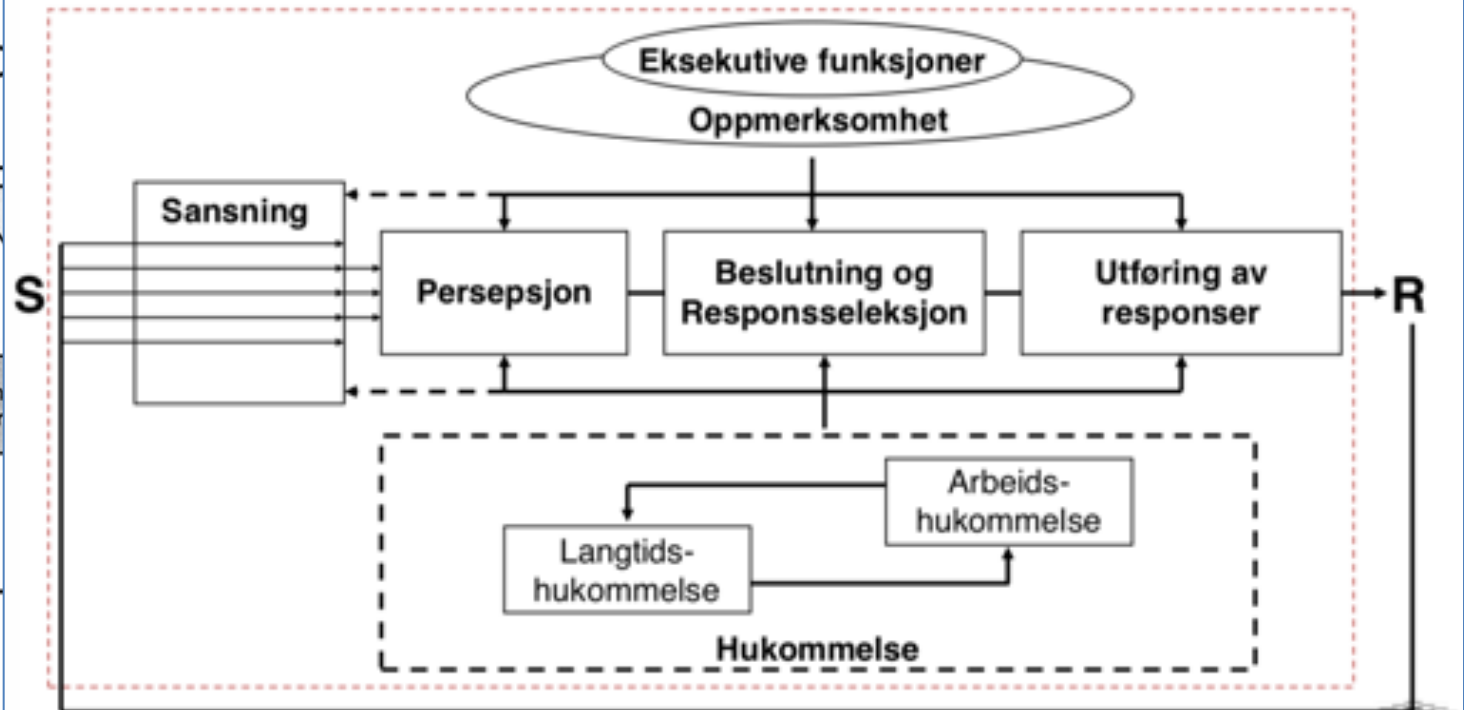 Eksekutive funksjoner
Oppmerksomhet
Sansning
S
Persepsjon
Beslutning og
Responsseleksjon
Utføring av
responser
R
Arbeids-
hukommelse
Langtids-
hukommelse
Hukommelse